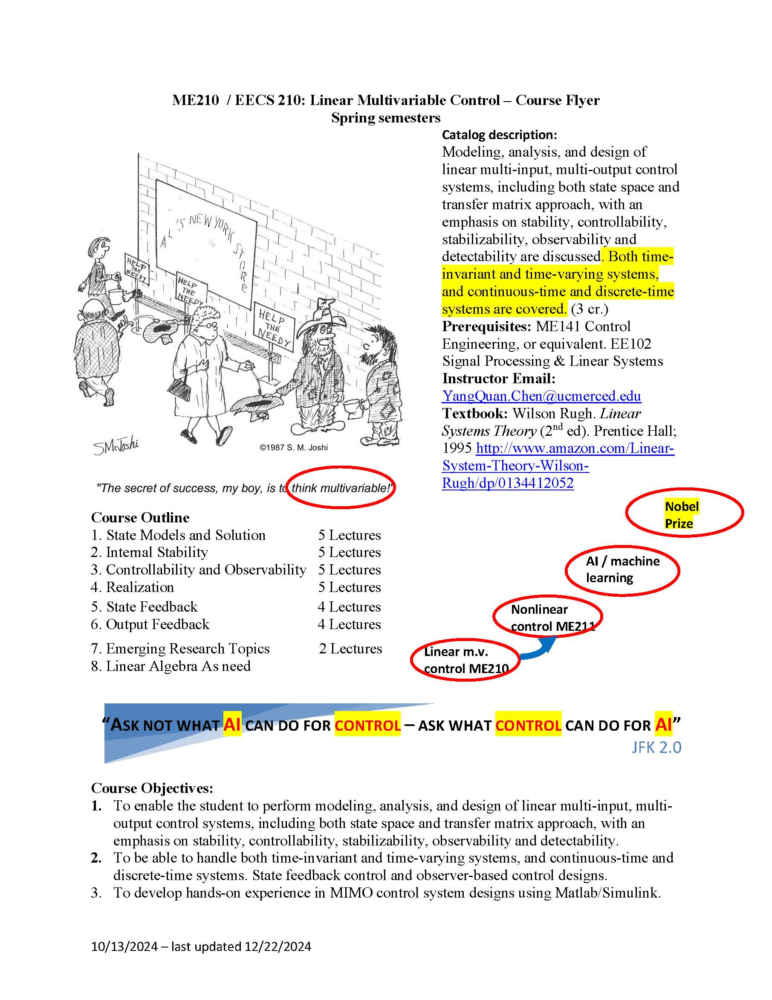 ME210 / EECS 210: Linear Multivariable Control – Course Flyer
Spring semesters
AL'S NEW YORK STORE
HELP THE NEEDY
HELP THE NEEDY
HELP THE NEEDY
SMJoshi
©1987 S. M. Joshi
"The secret of success, my boy, is to think multivariable!"
Catalog description:
Modeling, analysis, and design of
linear multi-input, multi-output control
systems, including both state space and
transfer matrix approach, with an
emphasis on stability, controllability,
stabilizability, observability and
detectability are discussed. Both time-
invariant and time-varying systems,
and continuous-time and discrete-time
systems are covered. (3 cr.)
Prerequisites: ME141 Control
Engineering, or equivalent. EE102
Signal Processing & Linear Systems
Instructor Email:
YangQuan.Chen@ucmerced.edu
Textbook: Wilson Rugh. Linear
Systems Theory (2nd ed). Prentice Hall;
1995 http://www.amazon.com/Linear-
System-Theory-Wilson-
Rugh/dp/0134412052
Course Outline
1. State Models and Solution 5 Lectures
2. Internal Stability 5 Lectures
3. Controllability and Observability 5 Lectures
4. Realization 5 Lectures
5. State Feedback 4 Lectures
6. Output Feedback 4 Lectures
7. Emerging Research Topics 2 Lectures
8. Linear Algebra As need
Nobel
Prize
AI / machine
learning
Nonlinear
control ME211
Linear m.v.
control ME210
“ASK NOT WHAT AI CAN DO FOR CONTROL – ASK WHAT CONTROL CAN DO FOR AI”
JFK 2.0
Course Objectives:
1. To enable the student to perform modeling, analysis, and design of linear multi-input, multi-
output control systems, including both state space and transfer matrix approach, with an
emphasis on stability, controllability, stabilizability, observability and detectability.
2. To be able to handle both time-invariant and time-varying systems, and continuous-time and
discrete-time systems. State feedback control and observer-based control designs.
3. To develop hands-on experience in MIMO control system designs using Matlab/Simulink.
10/13/2024 – last updated 12/22/2024